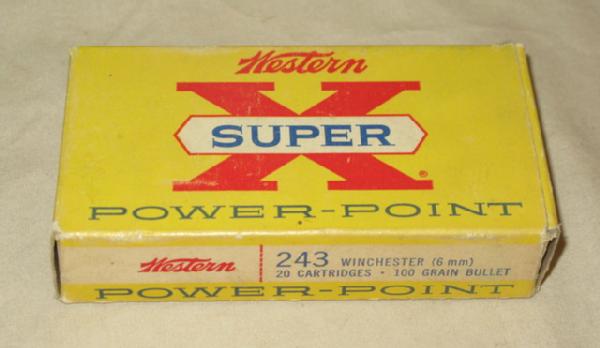 Western
X
SUPER
®
POWER-POINT
Western
243 WINCHESTER (6 mm)
20 CARTRIDGES • 100 GRAIN BULLET
POWER-POINT